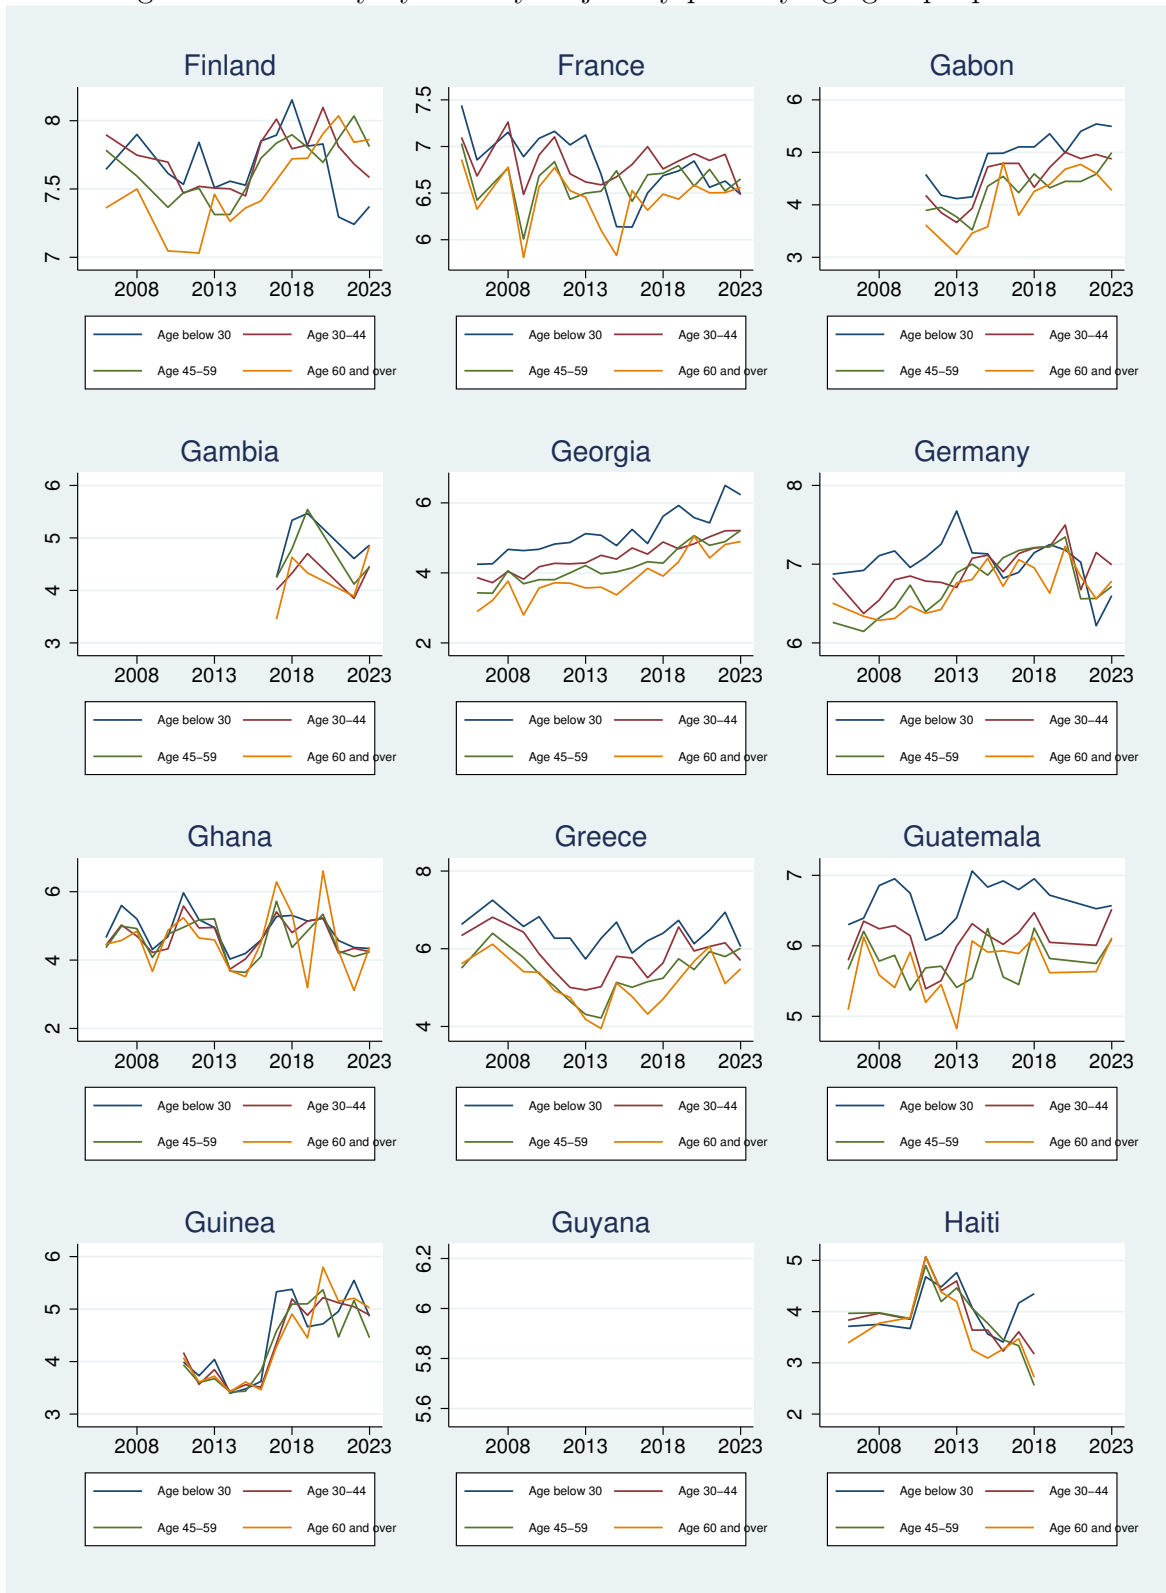 Finland France Gabon
8 7.5 7
7.5 7 6.5 6
6 5 4 3
2008 2013 2018 2023 2008 2013 2018 2023 2008 2013 2018 2023
Age below 30 Age 30–44 Age below 30 Age 30–44 Age below 30 Age 30–44
Age 45–59 Age 60 and over Age 45–59 Age 60 and over Age 45–59 Age 60 and over
Gambia Georgia Germany
6 5 4 3
6 4 2
8 7 6
2008 2013 2018 2023 2008 2013 2018 2023 2008 2013 2018 2023
Age below 30 Age 30–44 Age below 30 Age 30–44 Age below 30 Age 30–44
Age 45–59 Age 60 and over Age 45–59 Age 60 and over Age 45–59 Age 60 and over
Ghana Greece Guatemala
6 4 2
8 6 4
7 6 5
2008 2013 2018 2023 2008 2013 2018 2023 2008 2013 2018 2023
Age below 30 Age 30–44 Age below 30 Age 30–44 Age below 30 Age 30–44
Age 45–59 Age 60 and over Age 45–59 Age 60 and over Age 45–59 Age 60 and over
Guinea Guyana Haiti
6 5 4 3
6.2 6 5.8 5.6
5 4 3 2
2008 2013 2018 2023 2008 2013 2018 2023 2008 2013 2018 2023
Age below 30 Age 30–44 Age below 30 Age 30–44 Age below 30 Age 30–44
Age 45–59 Age 60 and over Age 45–59 Age 60 and over Age 45–59 Age 60 and over